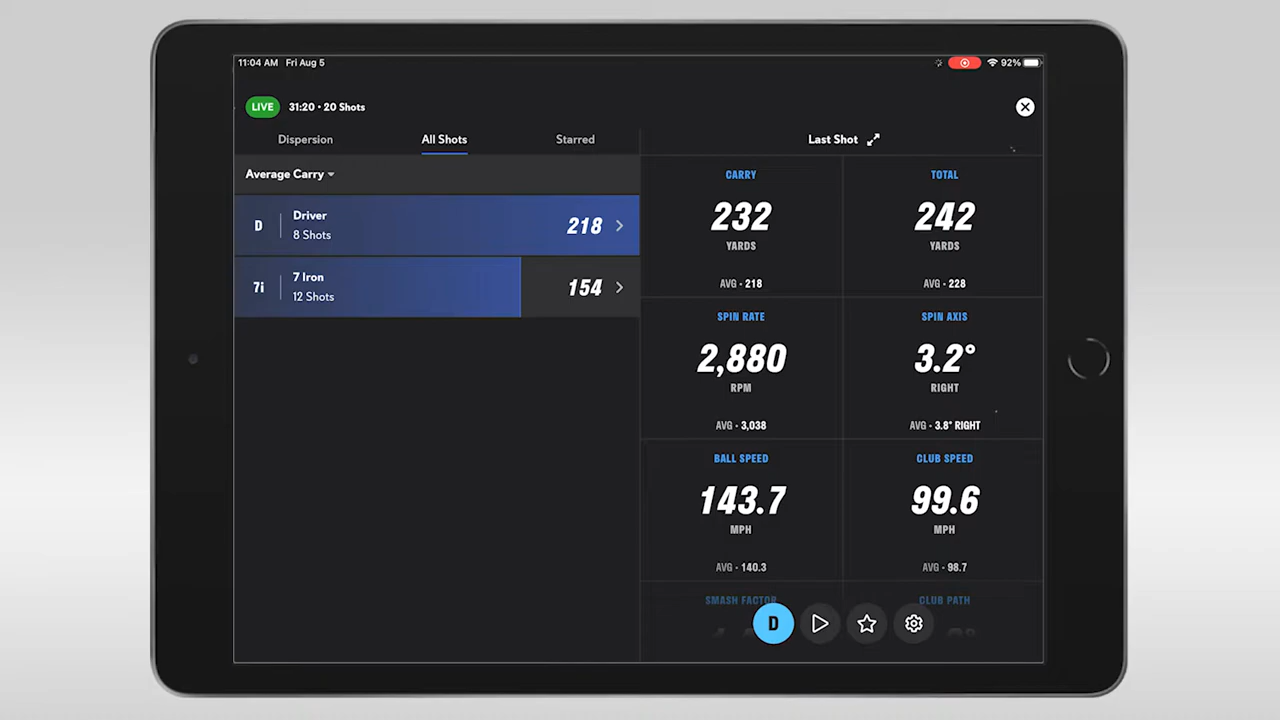 11:04 AM Fri Aug 5
92%
LIVE 31:20 • 20 Shots
Dispersion All Shots Starred
Average Carry
D Driver 218
8 Shots
7i 7 Iron 154
12 Shots
Last Shot
CARRY TOTAL
232 242
YARDS YARDS
AVG - 218 AVG - 228
SPIN RATE SPIN AXIS
2,880 3.2°
RPM RIGHT
AVG - 3,038 AVG - 3.8° RIGHT
BALL SPEED CLUB SPEED
143.7 99.6
MPH MPH
AVG - 140.3 AVG - 98.7
SMASH FACTOR CLUB PATH
D